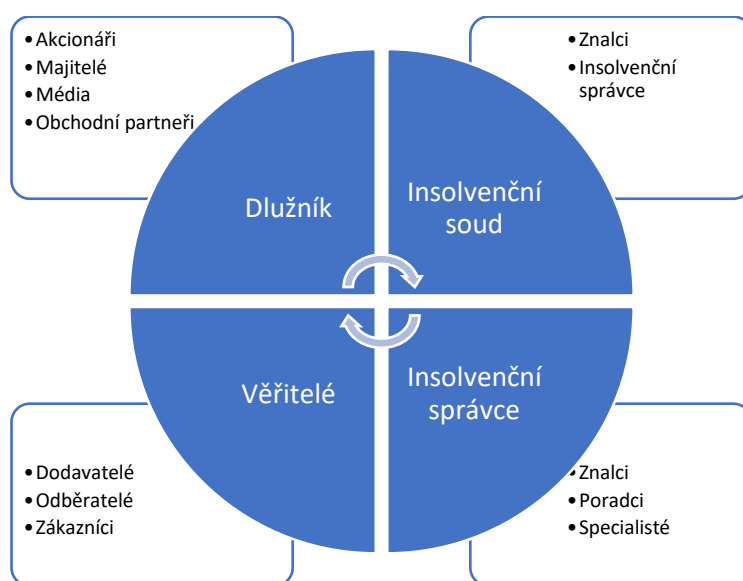 •Akcionáři
•Majitelé
•Média
•Obchodní partneři
•Znalci
•Insolvenční
správce
Dlužník
Insolvenční
soud
Věřitelé
Insolvenční
správce
•Dodavatelé
•Odběratelé
•Zákazníci
•Znalci
•Poradci
•Specialisté